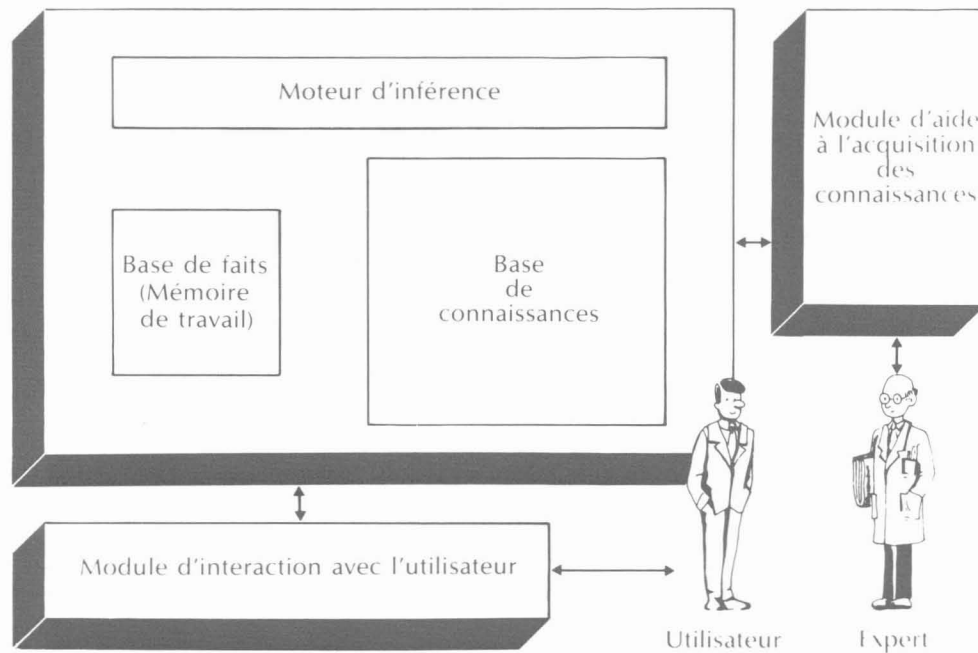 Moteur d'inférence
Module d'aide
à l'acquisition
des
connaissances
Base de faits
(Mémoire
de travail)
Base
de
connaissances
Module d'interaction avec l'utilisateur
Utilisateur
Expert